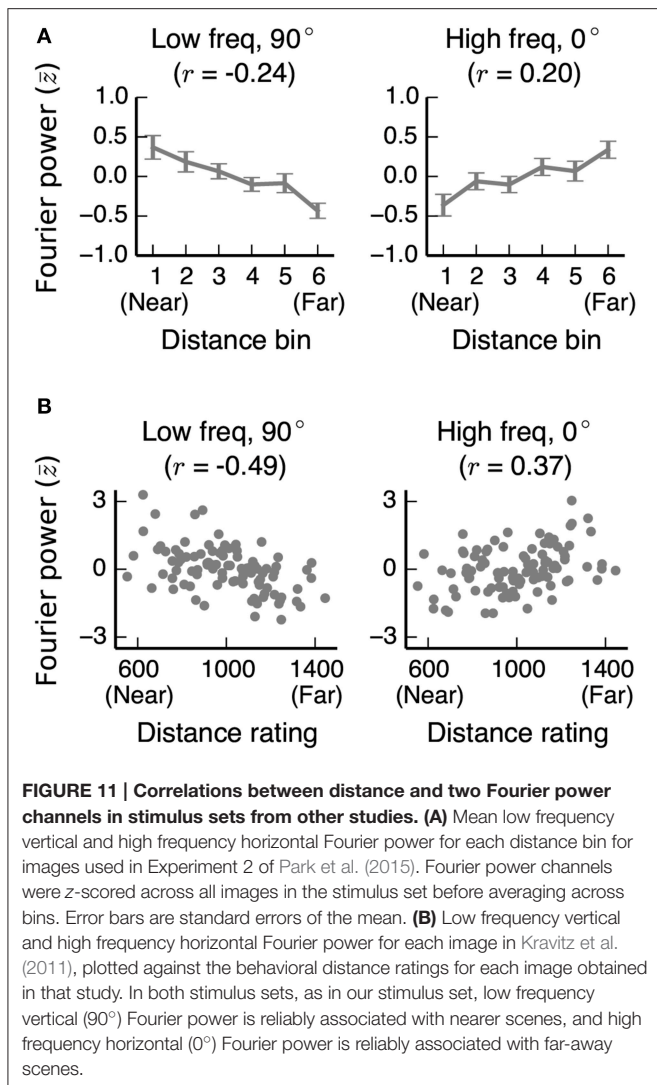 A
Low freq, 90°
(r = -0.24)
High freq, 0°
(r = 0.20)
Fourier power (z̄)
1.0
0.5
0.0
−0.5
−1.0
1 2 3 4 5 6
(Near) (Far)
Distance bin
1.0
0.5
0.0
−0.5
−1.0
1 2 3 4 5 6
(Near) (Far)
Distance bin
B
Low freq, 90°
(r = -0.49)
High freq, 0°
(r = 0.37)
Fourier power (z̄)
3
0
−3
600 1000 1400
(Near) (Far)
Distance rating
3
0
−3
600 1000 1400
(Near) (Far)
Distance rating
FIGURE 11 | Correlations between distance and two Fourier power
channels in stimulus sets from other studies. (A) Mean low frequency
vertical and high frequency horizontal Fourier power for each distance bin for
images used in Experiment 2 of Park et al. (2015). Fourier power channels
were z-scored across all images in the stimulus set before averaging across
bins. Error bars are standard errors of the mean. (B) Low frequency vertical
and high frequency horizontal Fourier power for each image in Kravitz et al.
(2011), plotted against the behavioral distance ratings for each image obtained
in that study. In both stimulus sets, as in our stimulus set, low frequency
vertical (90°) Fourier power is reliably associated with nearer scenes, and high
frequency horizontal (0°) Fourier power is reliably associated with far-away
scenes.